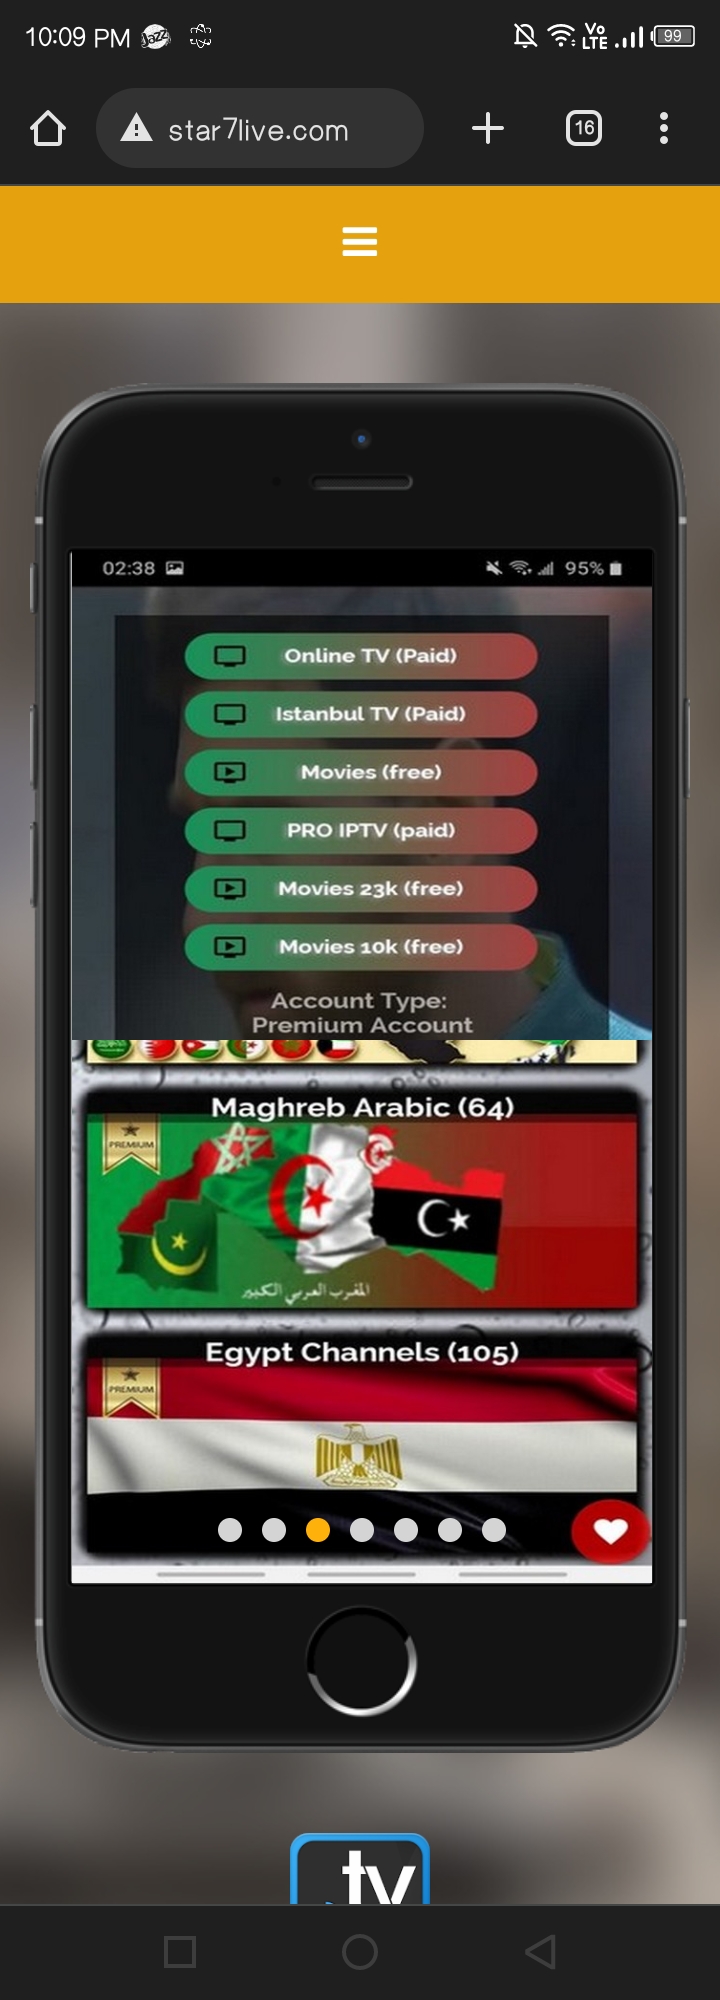 10:09 PM Jazz Vo LTE 99
star7live.com 16
02:38 95%
Online TV (Paid)
Istanbul TV (Paid)
Movies (free)
PRO IPTV (paid)
Movies 23k (free)
Movies 10k (free)
Account Type:
Premium Account
Maghreb Arabic (64)
PREMIUM
المغرب العربي الكبير
Egypt Channels (105)
PREMIUM
tv